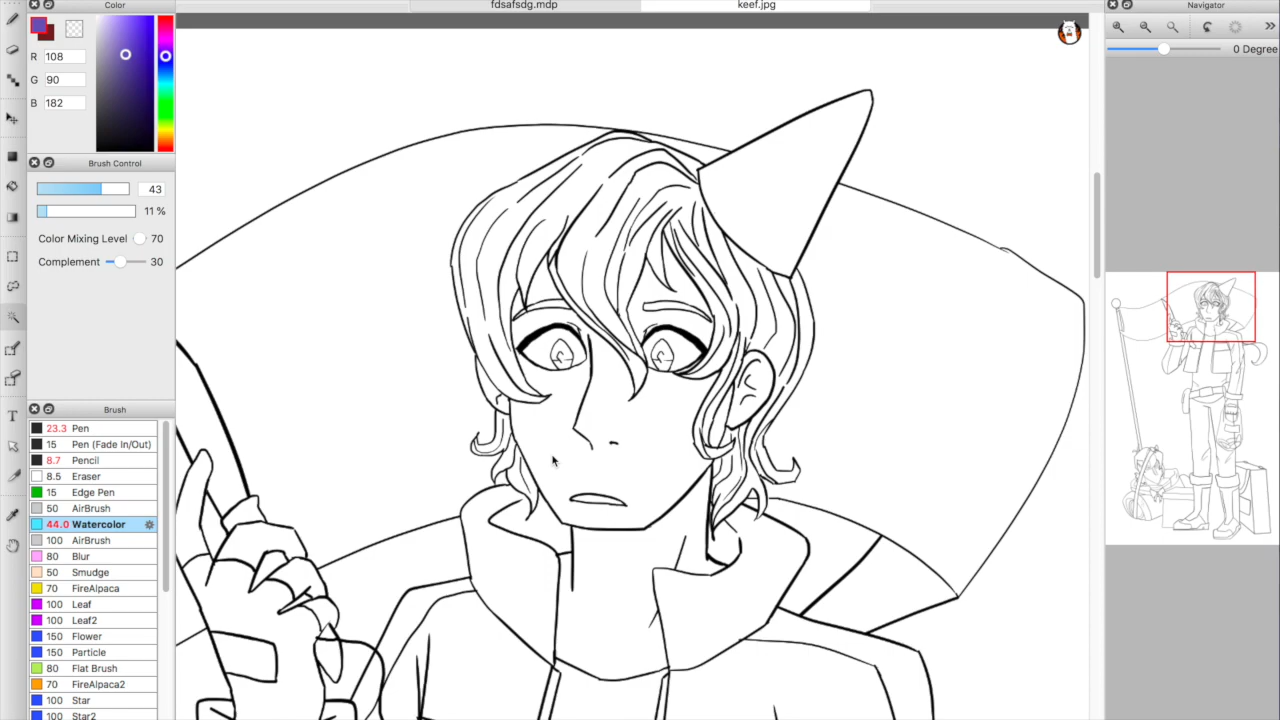 Color
fdsafsdg.mdp
keef.jpg
Navigator
R 108
G 90
B 182
0 Degree
Brush Control
43
11 %
Color Mixing Level 70
Complement 30
Brush
23.3 Pen
15 Pen (Fade In/Out)
8.7 Pencil
8.5 Eraser
15 Edge Pen
50 AirBrush
44.0 Watercolor
100 AirBrush
80 Blur
50 Smudge
70 FireAlpaca
100 Leaf
100 Leaf2
150 Flower
150 Particle
80 Flat Brush
70 FireAlpaca2
100 Star
100 Star2